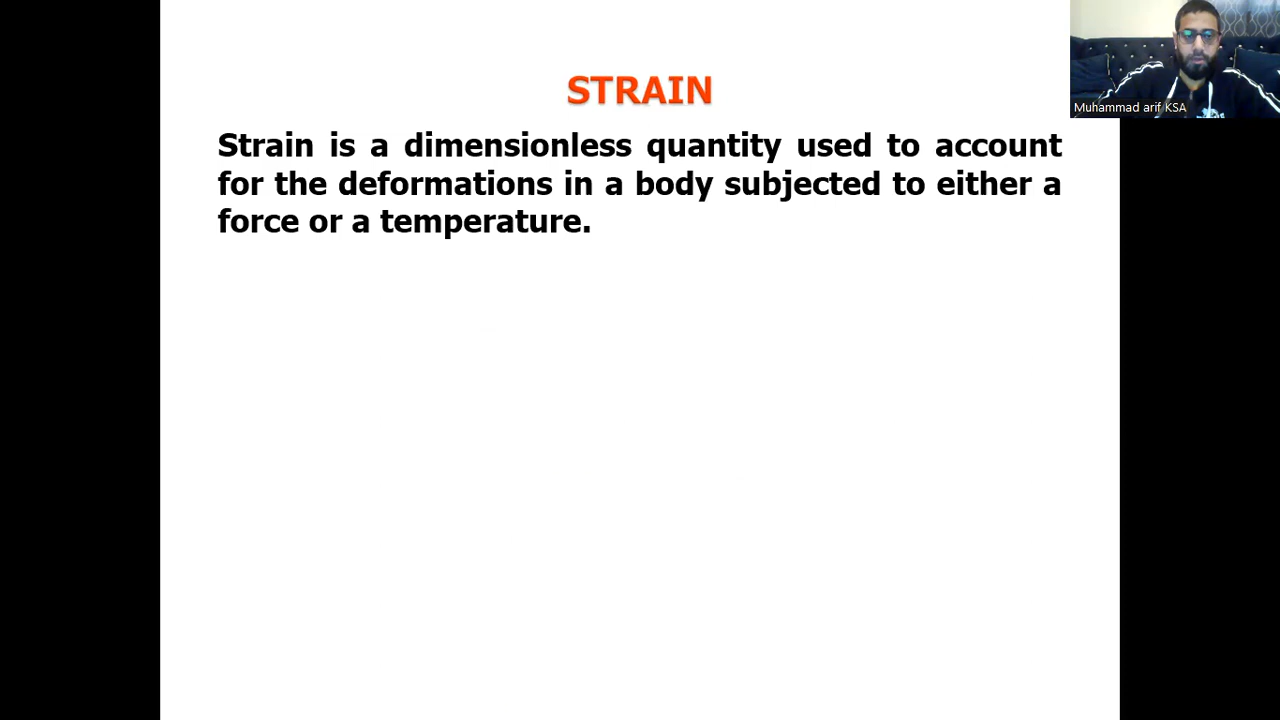 STRAIN
Strain is a dimensionless quantity used to account
for the deformations in a body subjected to either a
force or a temperature.
Muhammad arif KSA